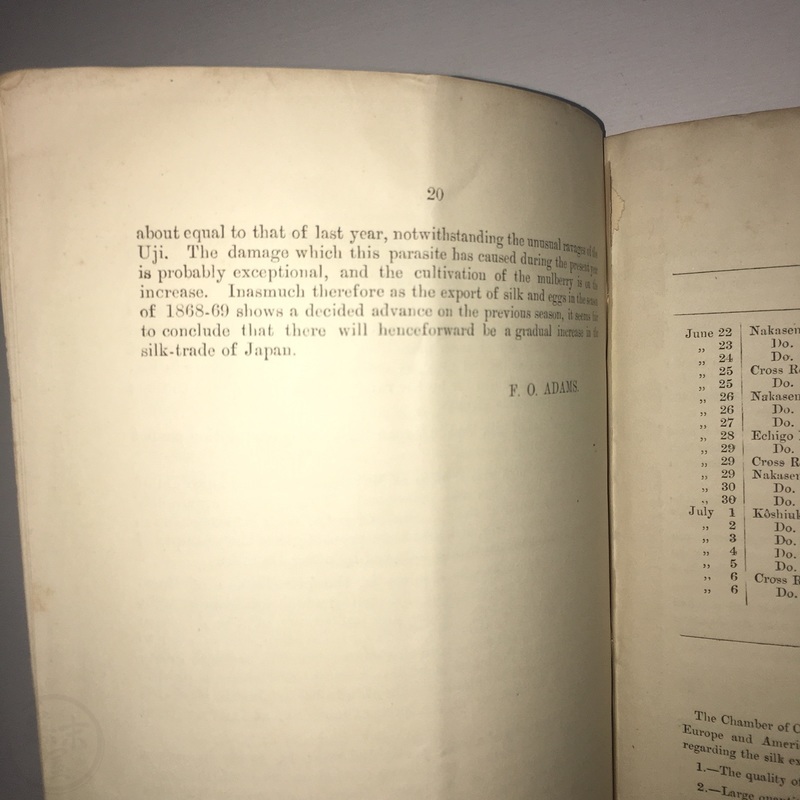 20
about equal to that of last year, notwithstanding the unusual ravages of the
Uji. The damage which this parasite has caused during the present year
is probably exceptional, and the cultivation of the mulberry is on the
increase. Inasmuch therefore as the export of silk and eggs in the season
of 1868-69 shows a decided advance on the previous season, it seems fair
to conclude that there will henceforward be a gradual increase in the
silk-trade of Japan.
F. O. ADAMS.
June 22 Nakasen
„ 23 Do.
„ 24 Do.
„ 25 Cross R
„ 25 Do.
„ 26 Nakasen
„ 26 Do.
„ 27 Do.
„ 28 Echigo
„ 29 Do.
„ 29 Cross R
„ 29 Nakasen
„ 30 Do.
„ 30 Do.
July 1 Kôshiuk
„ 2 Do.
„ 3 Do.
„ 4 Do.
„ 5 Do.
„ 6 Cross R
„ 6 Do.
The Chamber of C
Europe and Ameri
regarding the silk ex
1.—The quality of
2.—Large